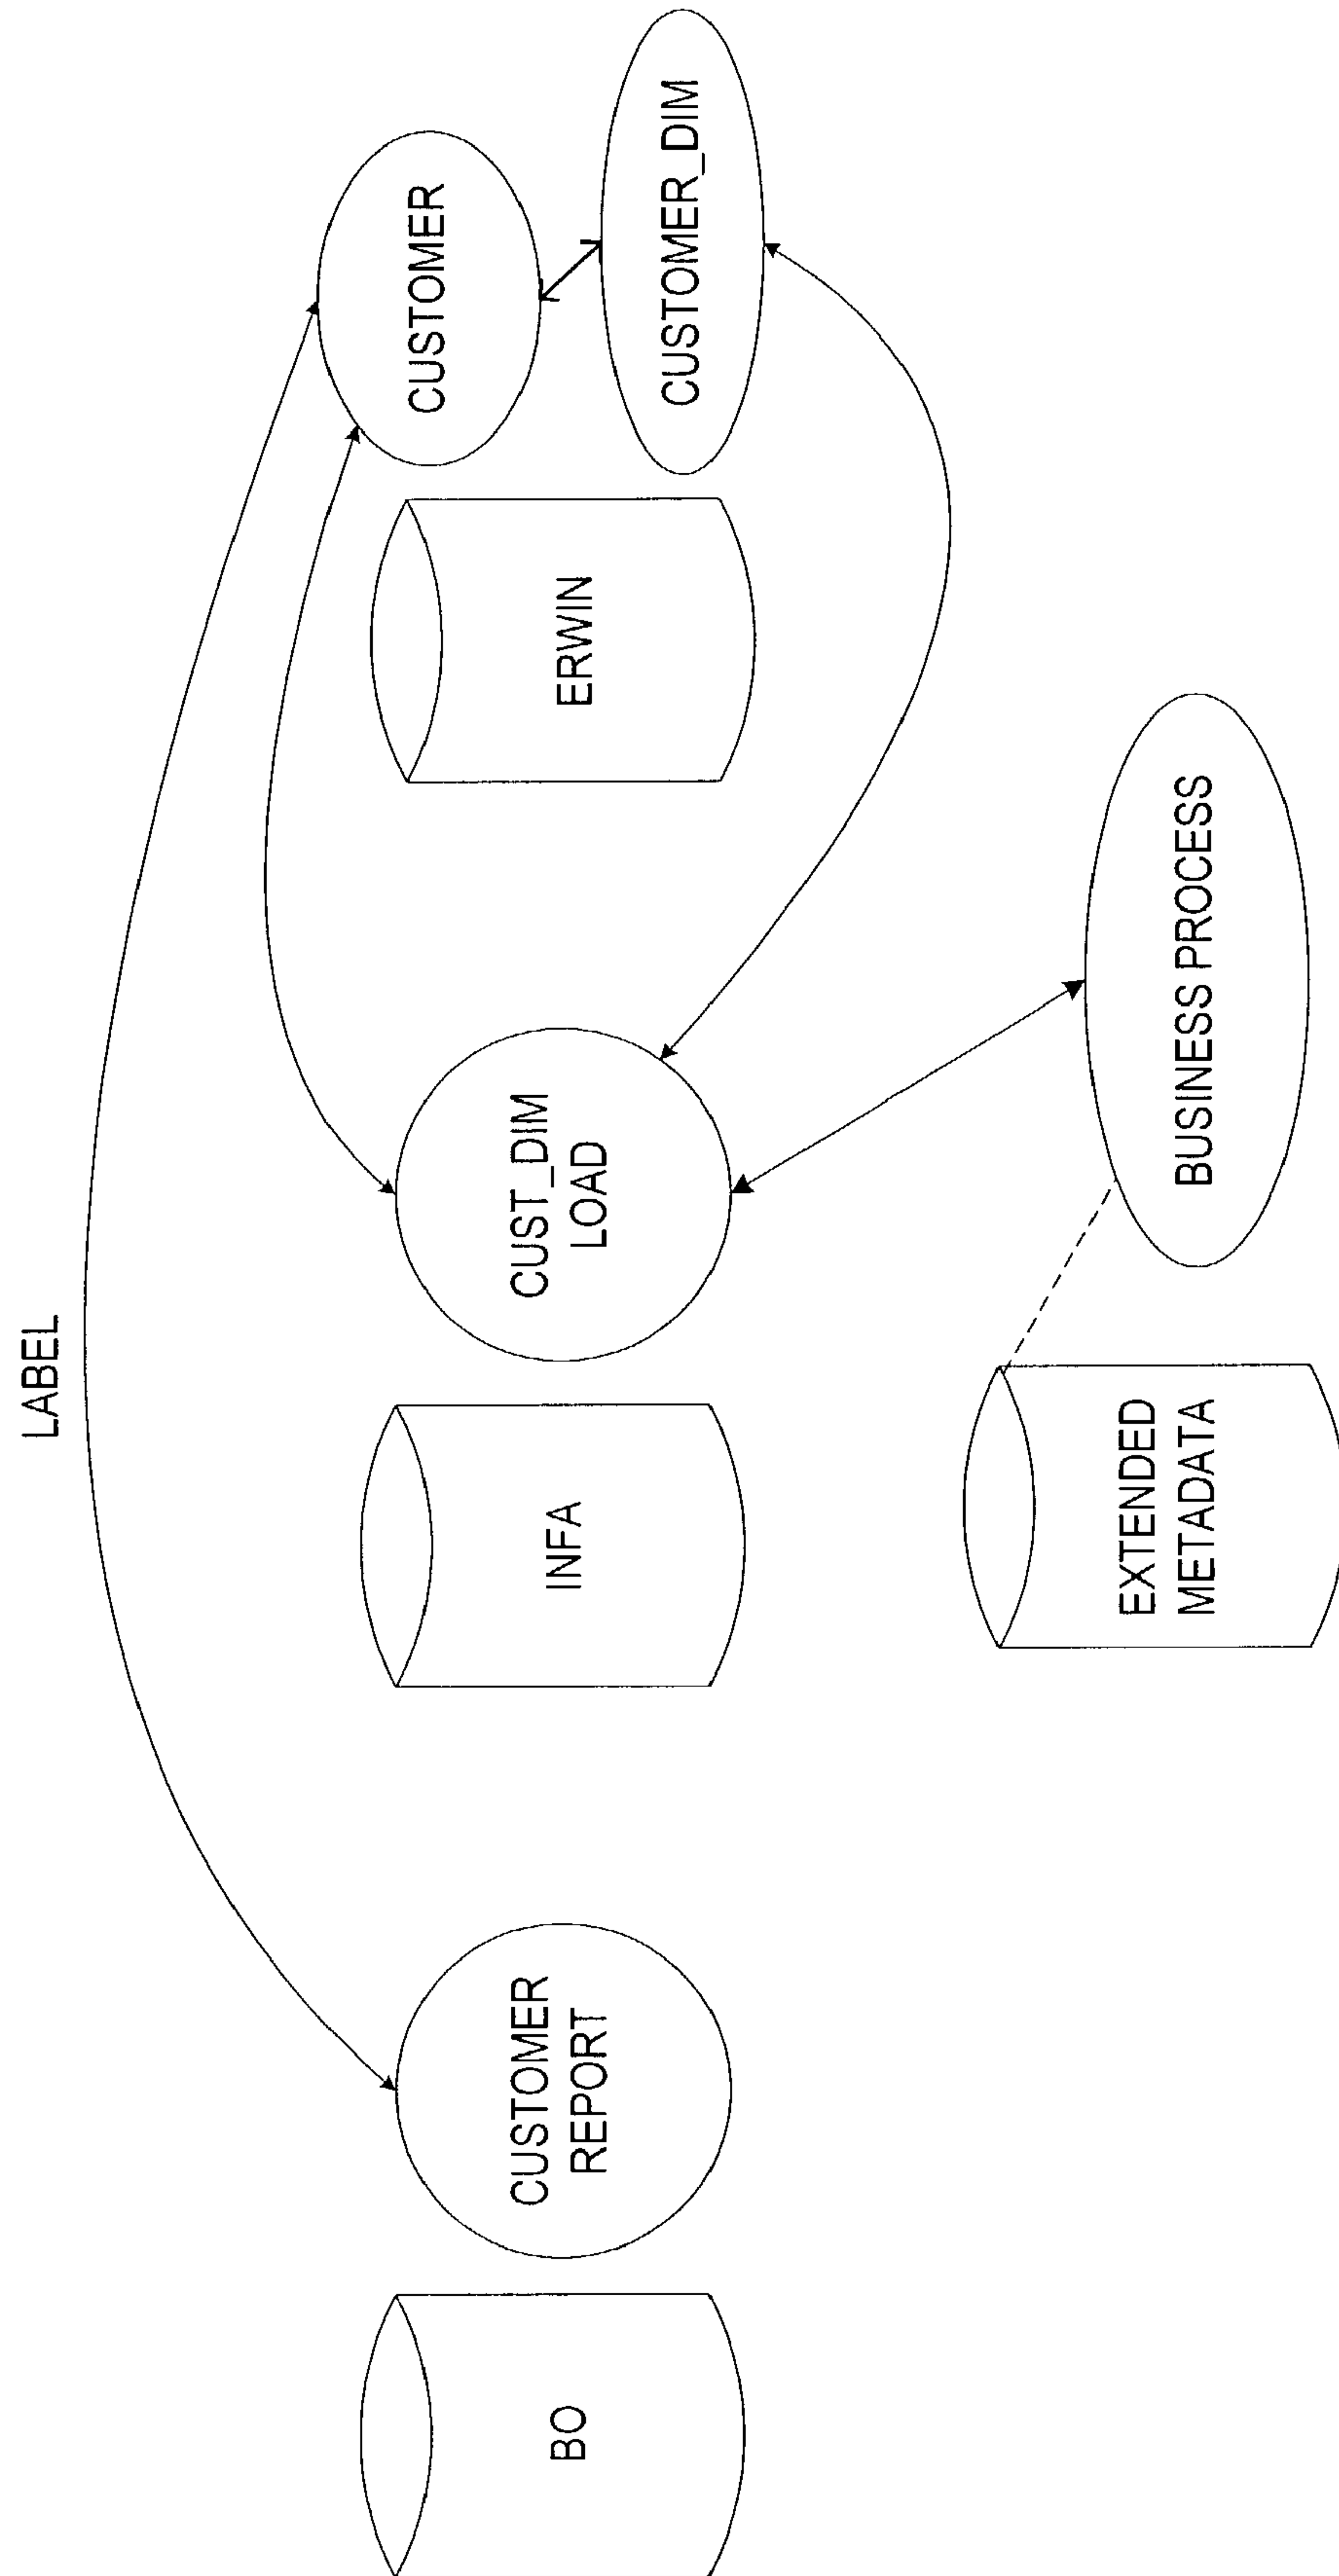 LABEL
BO
CUSTOMER
REPORT
INFA
CUST_DIM
LOAD
ERWIN
CUSTOMER
CUSTOMER_DIM
EXTENDED
METADATA
BUSINESS PROCESS